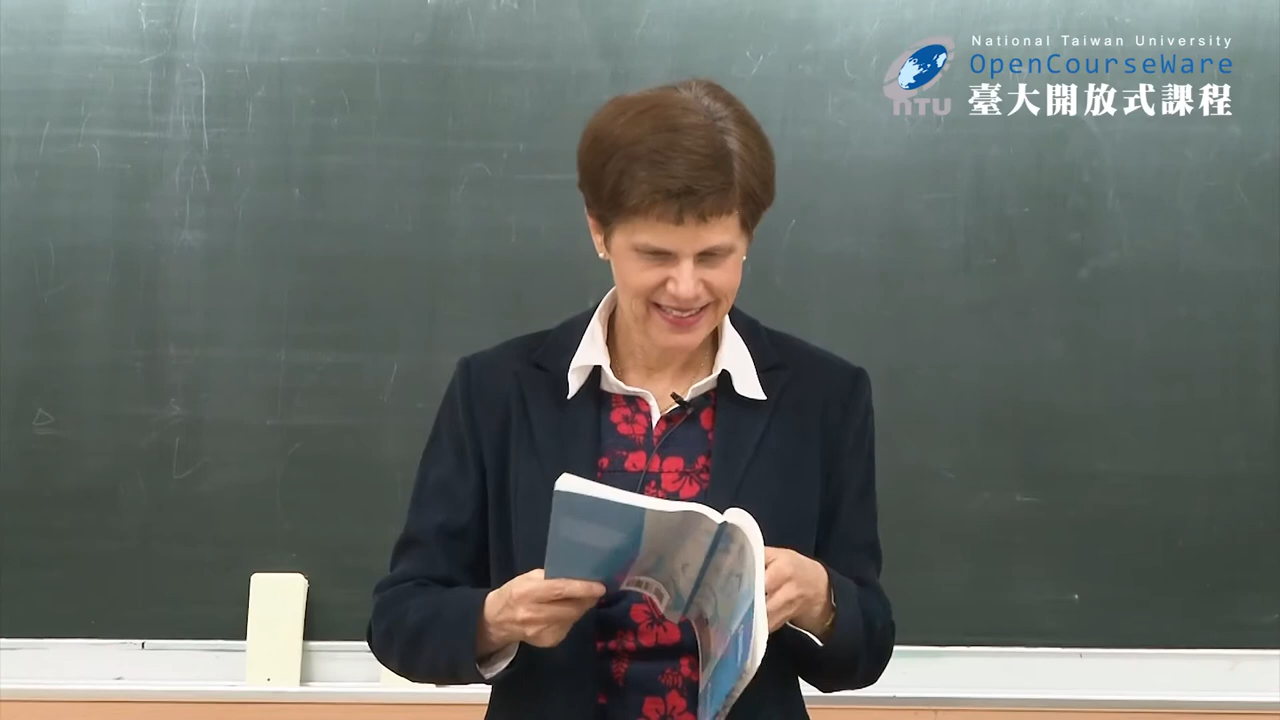 National Taiwan University
OpenCourseWare
臺大開放式課程
NTU